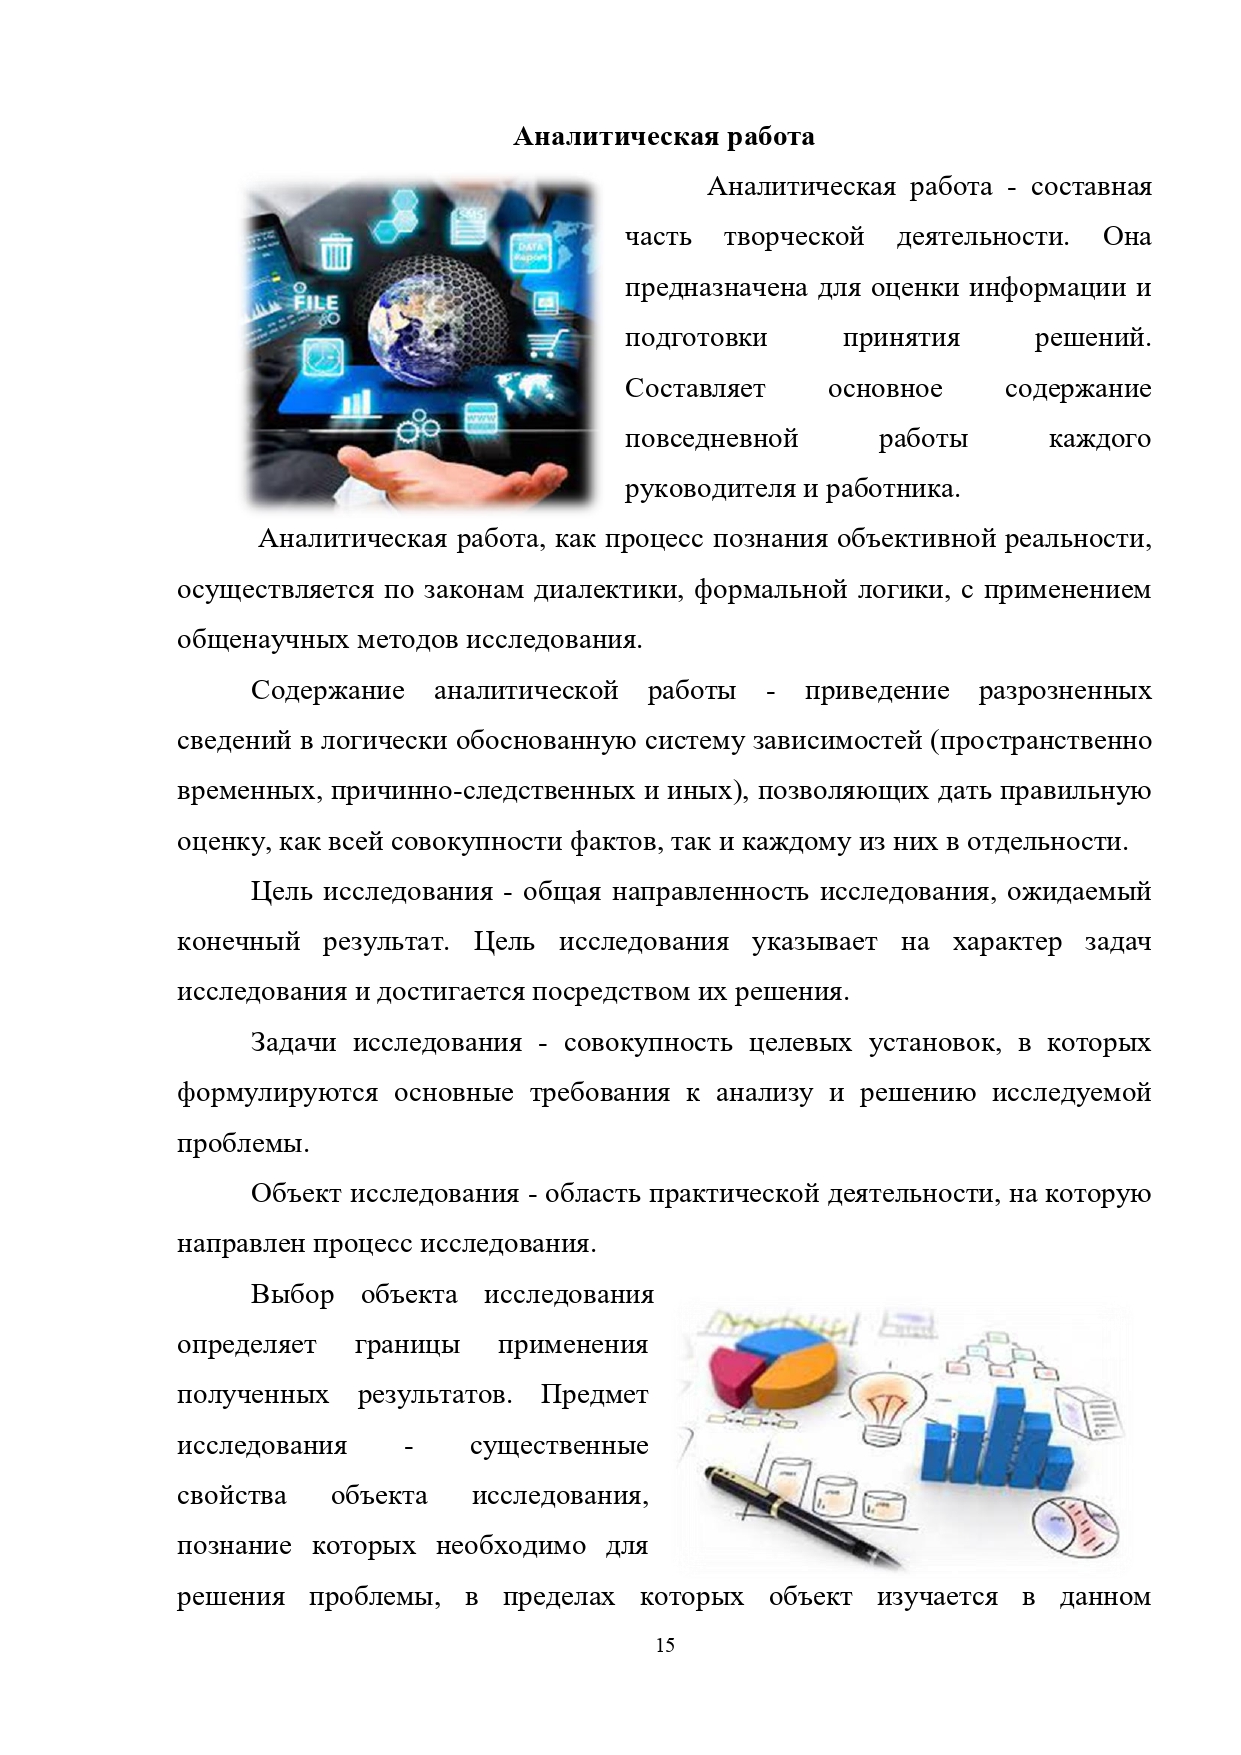 Аналитическая работа
Аналитическая работа - составная
часть творческой деятельности. Она
предназначена для оценки информации и
подготовки принятия решений.
Составляет основное содержание
повседневной работы каждого
руководителя и работника.
SMS
DATA
Report
FILE
www
Аналитическая работа, как процесс познания объективной реальности,
осуществляется по законам диалектики, формальной логики, с применением
общенаучных методов исследования.
Содержание аналитической работы - приведение разрозненных
сведений в логически обоснованную систему зависимостей (пространственно
временных, причинно-следственных и иных), позволяющих дать правильную
оценку, как всей совокупности фактов, так и каждому из них в отдельности.
Цель исследования - общая направленность исследования, ожидаемый
конечный результат. Цель исследования указывает на характер задач
исследования и достигается посредством их решения.
Задачи исследования - совокупность целевых установок, в которых
формулируются основные требования к анализу и решению исследуемой
проблемы.
Объект исследования - область практической деятельности, на которую
направлен процесс исследования.
Выбор объекта исследования
определяет границы применения
полученных результатов. Предмет
исследования - существенные
свойства объекта исследования,
познание которых необходимо для
решения проблемы, в пределах которых объект изучается в данном
15